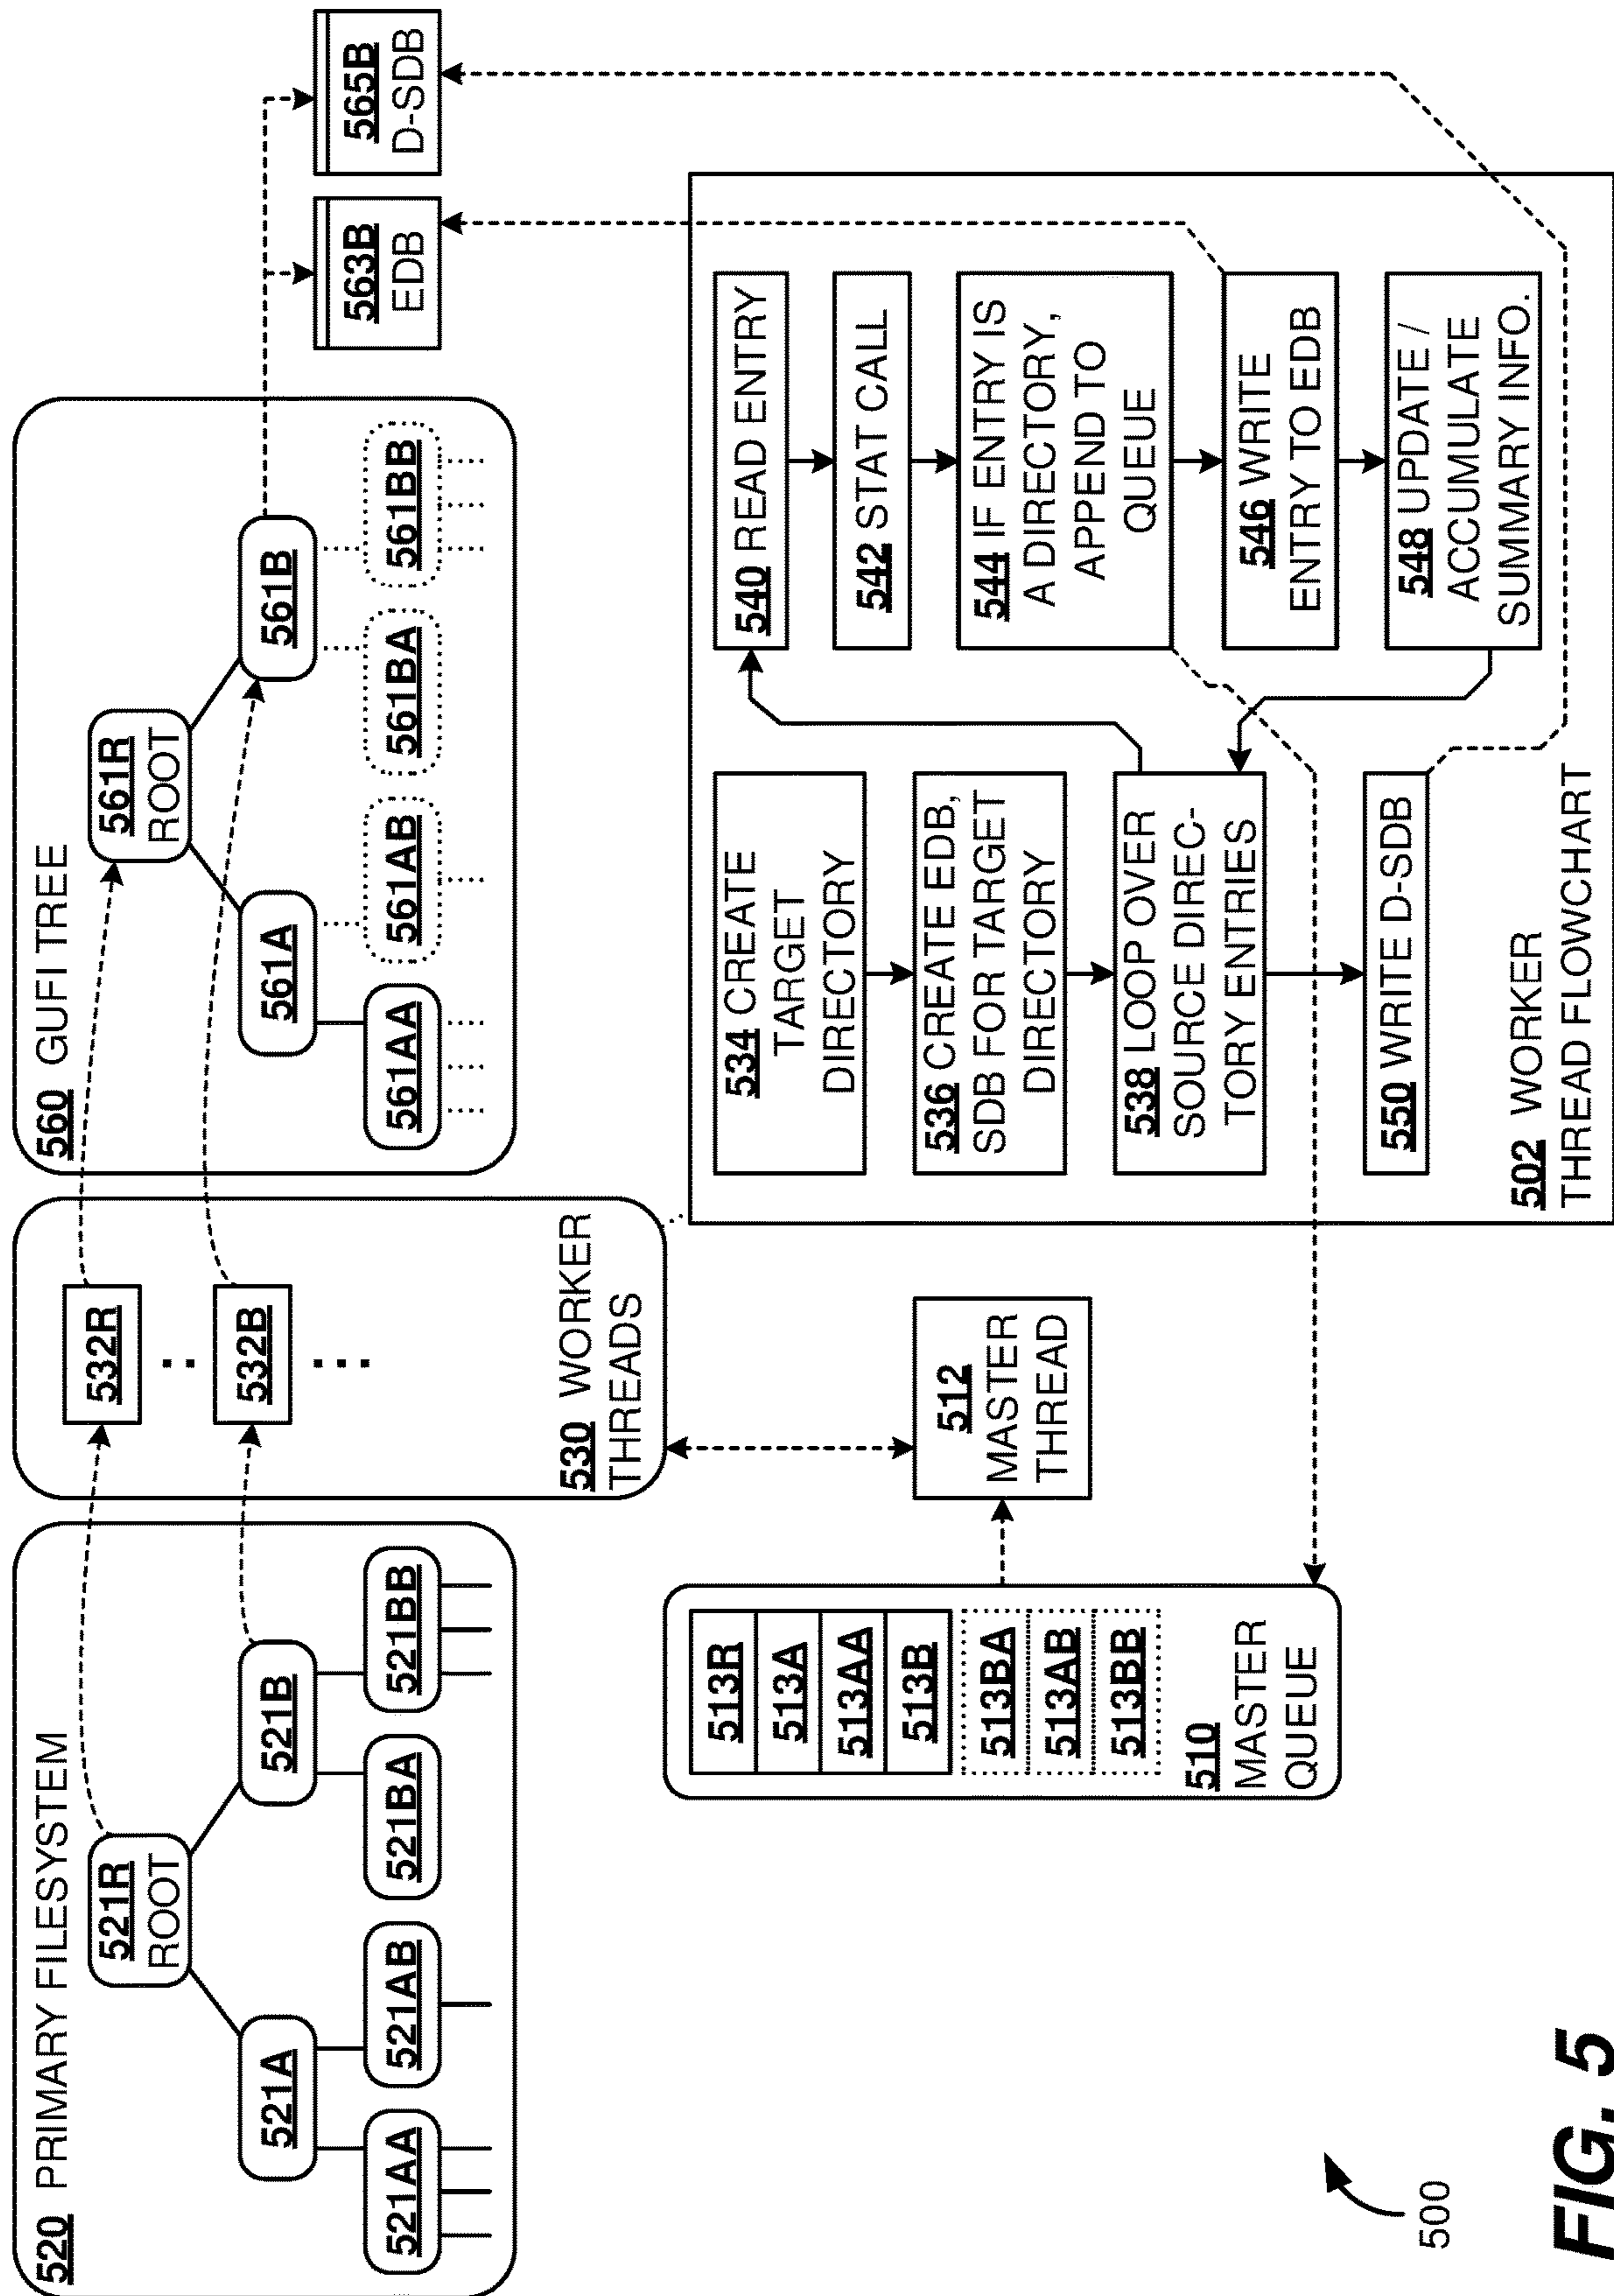 520 PRIMARY FILESYSTEM
521R
ROOT
521A
521B
521AA
521AB
521BA
521BB
532R
532B
530 WORKER
THREADS
560 GUFI TREE
561R
ROOT
561A
561B
561AA
561AB
561BA
561BB
563B
EDB
565B
D-SDB
513R
513A
513AA
513B
513BA
513AB
513BB
510
MASTER
QUEUE
512
MASTER
THREAD
534 CREATE
TARGET
DIRECTORY
536 CREATE EDB,
SDB FOR TARGET
DIRECTORY
538 LOOP OVER
SOURCE DIREC-
TORY ENTRIES
550 WRITE D-SDB
540 READ ENTRY
542 STAT CALL
544 IF ENTRY IS
A DIRECTORY,
APPEND TO
QUEUE
546 WRITE
ENTRY TO EDB
548 UPDATE /
ACCUMULATE
SUMMARY INFO.
502 WORKER
THREAD FLOWCHART
500
FIG. 5